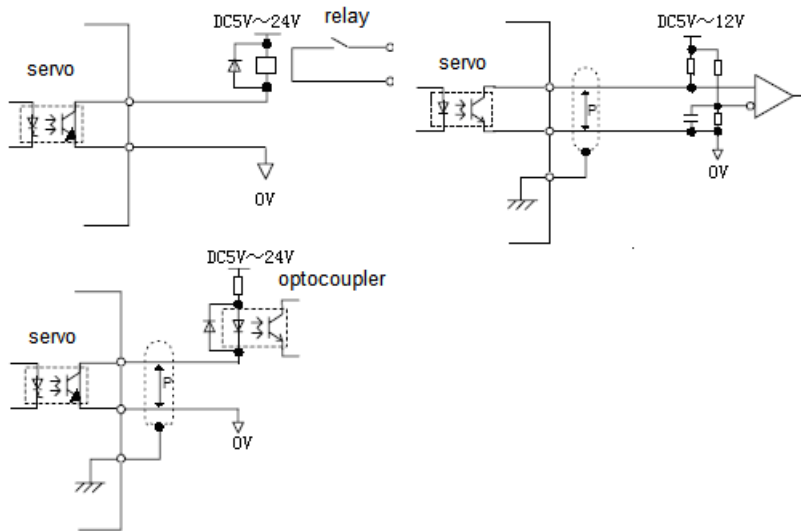 DC5V～24V
relay
servo
0V
DC5V～12V
servo
P
0V
DC5V～24V
optocoupler
servo
P
0V